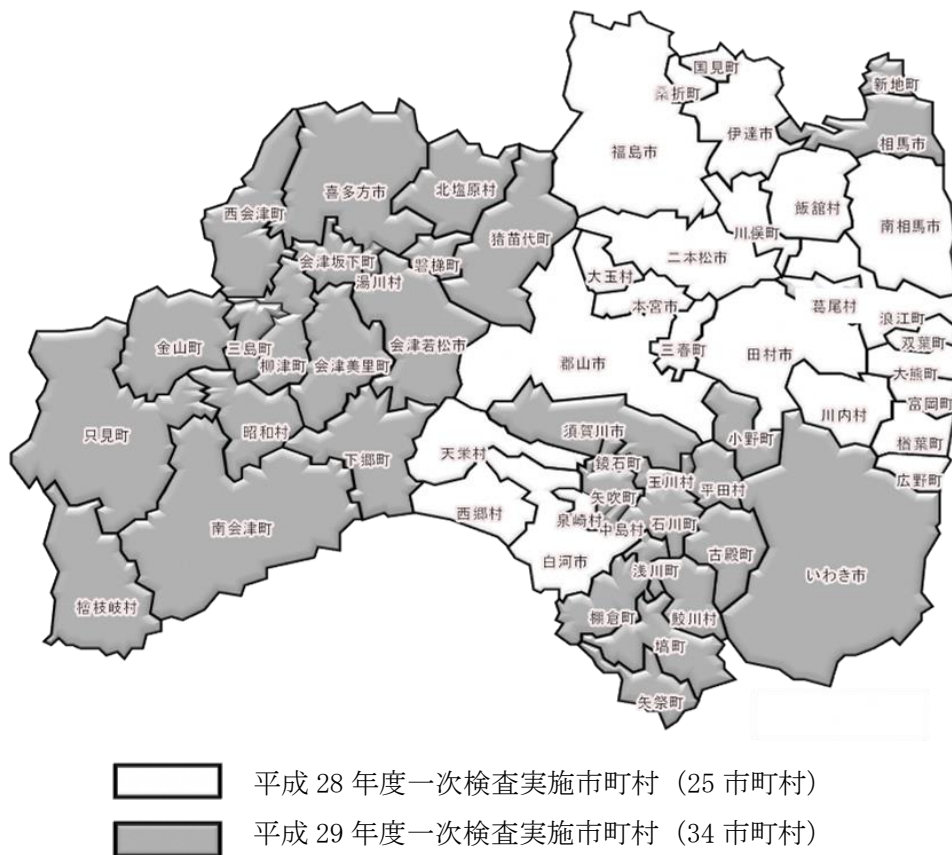 国見町
桑折町
新地町
伊達市
相馬市
福島市
喜多方市
北塩原村
飯舘村
西会津町
南相馬市
猪苗代町
川俣町
会津坂下町
磐梯町
二本松市
湯川村
大玉村
葛尾村
本宮市
浪江町
金山町
三島町
会津若松市
双葉町
三春町
田村市
柳津町
会津美里町
郡山市
大熊町
富岡町
川内村
只見町
昭和村
須賀川市
小野町
楢葉町
天栄村
下郷町
鏡石町
玉川村
平田村
広野町
矢吹町
西郷村
泉崎村
中島村
石川町
南会津町
白河市
古殿町
浅川町
いわき市
檜枝岐村
棚倉町
鮫川村
塙町
矢祭町
平成 28 年度一次検査実施市町村（25 市町村）
平成 29 年度一次検査実施市町村（34 市町村）